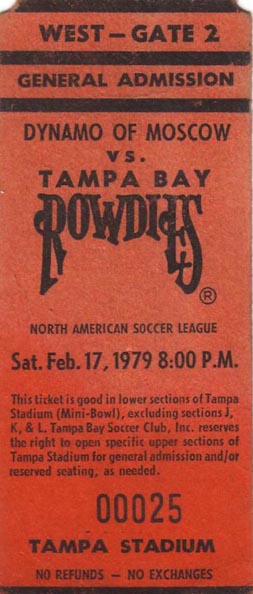 WEST — GATE 2
GENERAL ADMISSION
DYNAMO OF MOSCOW
vs.
TAMPA BAY
ROWDIES ®
NORTH AMERICAN SOCCER LEAGUE
Sat. Feb. 17, 1979 8:00 P.M.
This ticket is good in lower sections of Tampa
Stadium (Mini-Bowl), excluding sections J,
K, & L. Tampa Bay Soccer Club, Inc. reserves
the right to open specific upper sections of
Tampa Stadium for general admission and/or
reserved seating, as needed.
00025
TAMPA STADIUM
NO REFUNDS — NO EXCHANGES